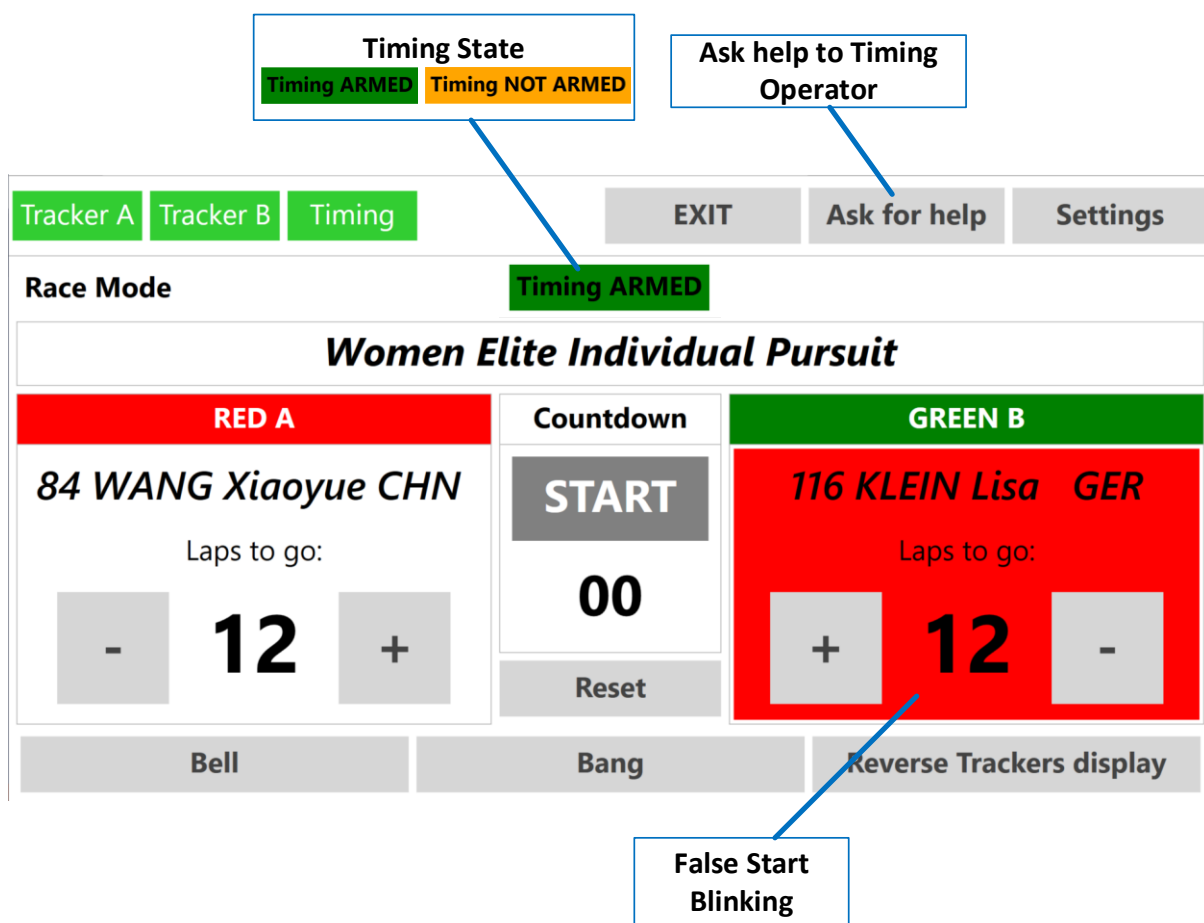 Timing State
Timing ARMED Timing NOT ARMED
Ask help to Timing
Operator
Tracker A Tracker B Timing EXIT Ask for help Settings
Race Mode Timing ARMED
Women Elite Individual Pursuit
RED A Countdown GREEN B
84 WANG Xiaoyue CHN START 116 KLEIN Lisa GER
Laps to go: Laps to go:
00
- 12 + + 12 -
Reset
Bell Bang Reverse Trackers display
False Start
Blinking